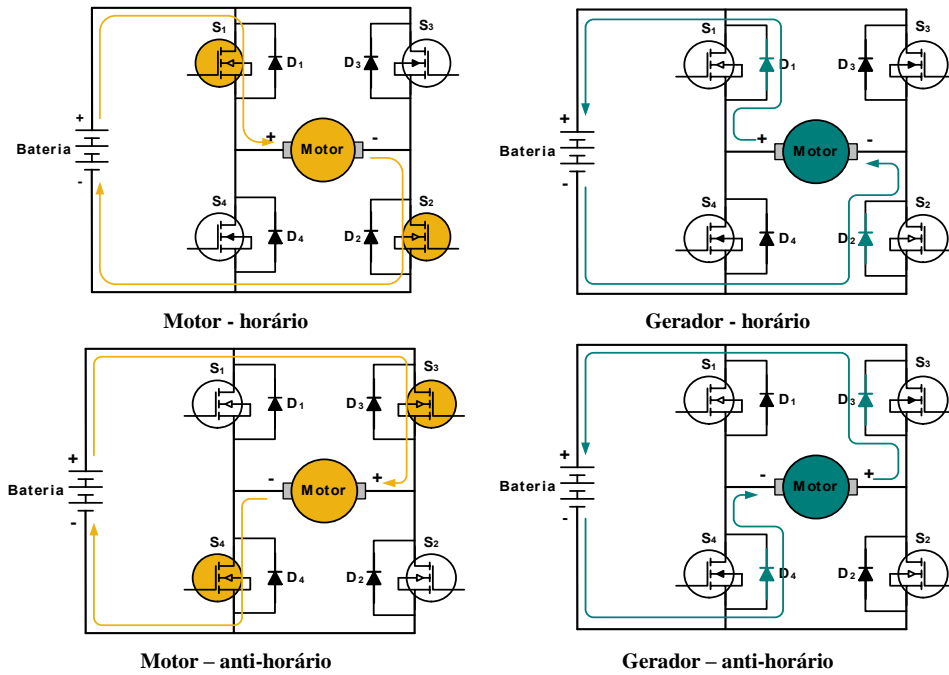 S1
S3
D1
D3
+
Bateria
-
+
Motor
-
S4
S2
D4
D2
Motor - horário
S1
S3
D1
D3
+
Bateria
-
+
Motor
-
S4
S2
D4
D2
Gerador - horário
S1
S3
D1
D3
+
Bateria
-
-
Motor
+
S4
S2
D4
D2
Motor – anti-horário
S1
S3
D1
D3
+
Bateria
-
-
Motor
+
S4
S2
D4
D2
Gerador – anti-horário